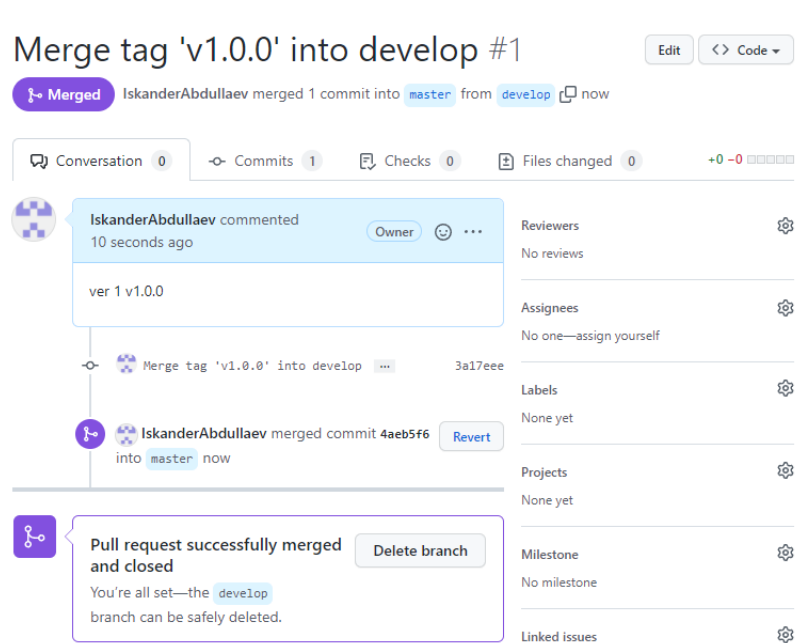 Merge tag 'v1.0.0' into develop #1
Edit
<> Code
Merged
IskanderAbdullaev merged 1 commit into master from develop now
Conversation 0
Commits 1
Checks 0
Files changed 0
+0 −0
IskanderAbdullaev commented
10 seconds ago
Owner
ver 1 v1.0.0
Merge tag 'v1.0.0' into develop ...
3a17eee
IskanderAbdullaev merged commit 4aeb5f6
into master now
Revert
Pull request successfully merged
and closed
You're all set—the develop
branch can be safely deleted.
Delete branch
Reviewers
No reviews
Assignees
No one—assign yourself
Labels
None yet
Projects
None yet
Milestone
No milestone
Linked issues